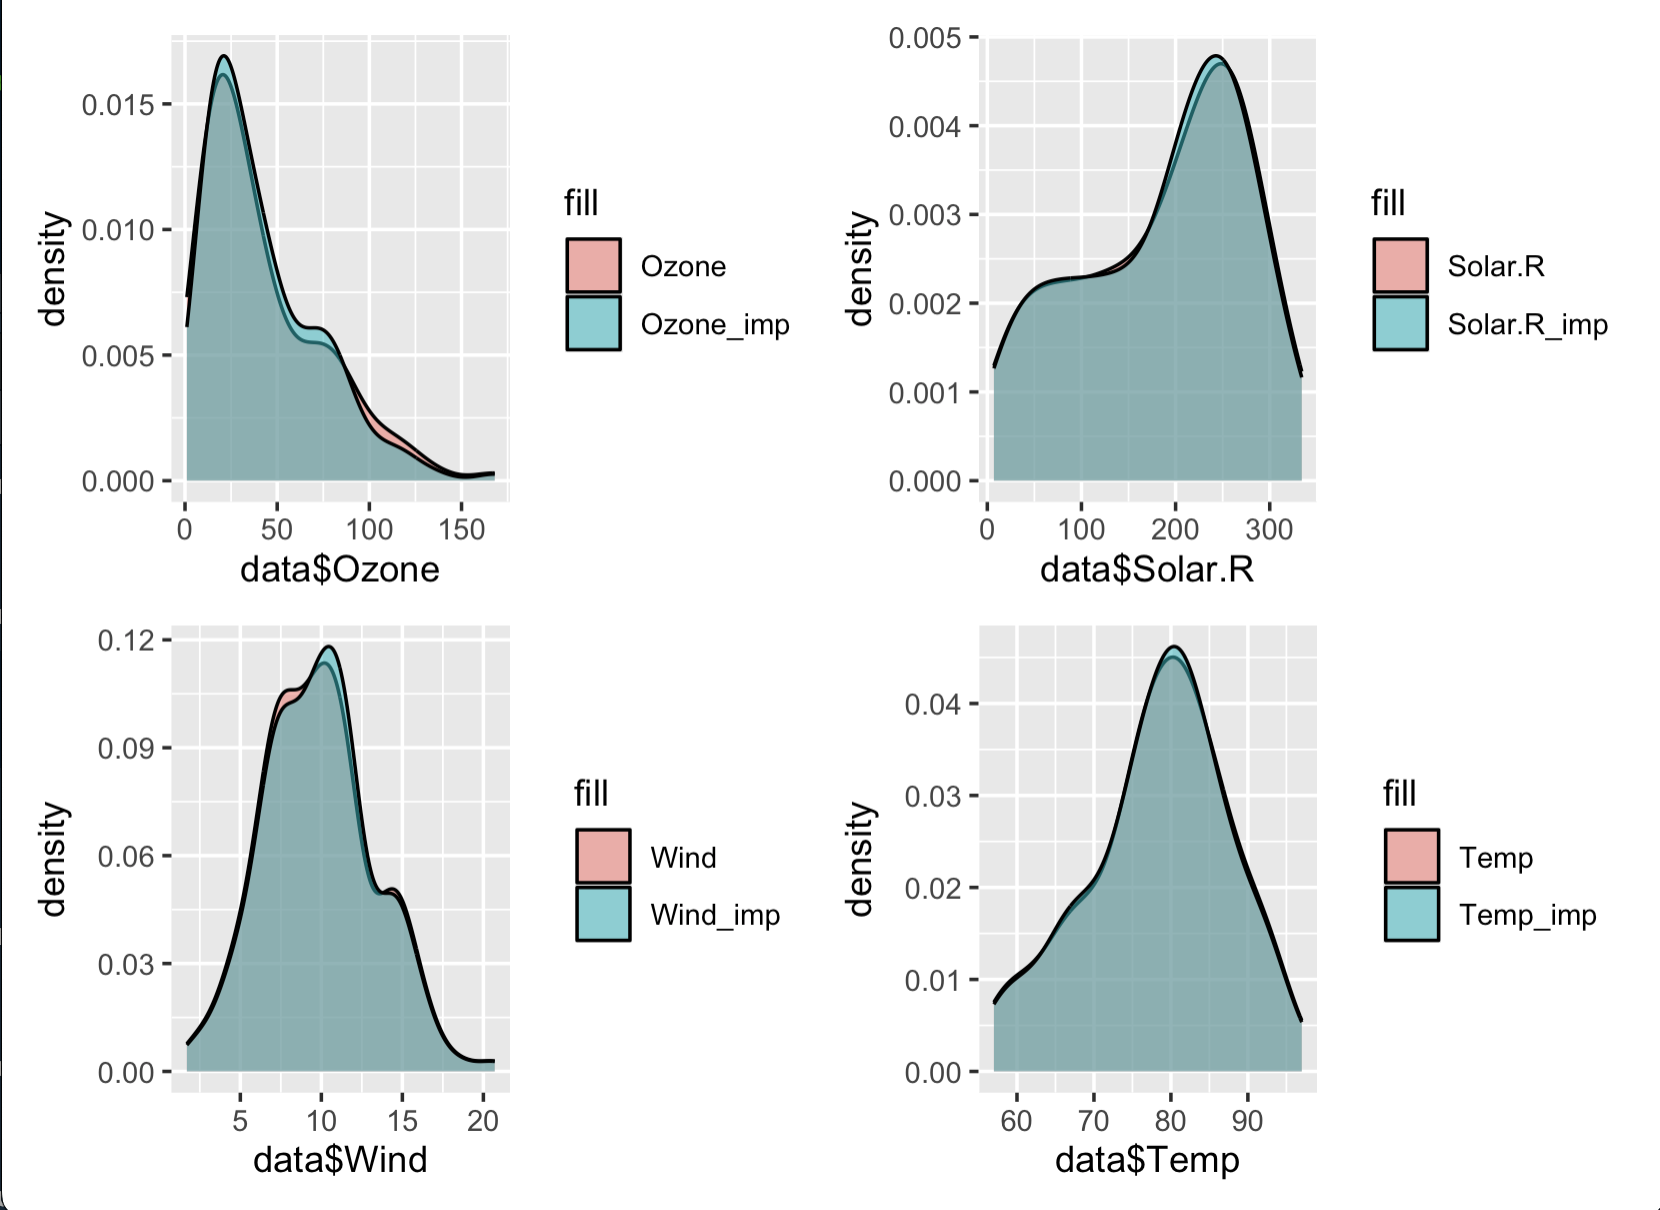 0.015
0.010
0.005
0.000
density
0 50 100 150
data$Ozone
fill
Ozone
Ozone_imp
0.005
0.004
0.003
0.002
0.001
0.000
density
0 100 200 300
data$Solar.R
fill
Solar.R
Solar.R_imp
0.12
0.09
0.06
0.03
0.00
density
5 10 15 20
data$Wind
fill
Wind
Wind_imp
0.04
0.03
0.02
0.01
0.00
density
60 70 80 90
data$Temp
fill
Temp
Temp_imp